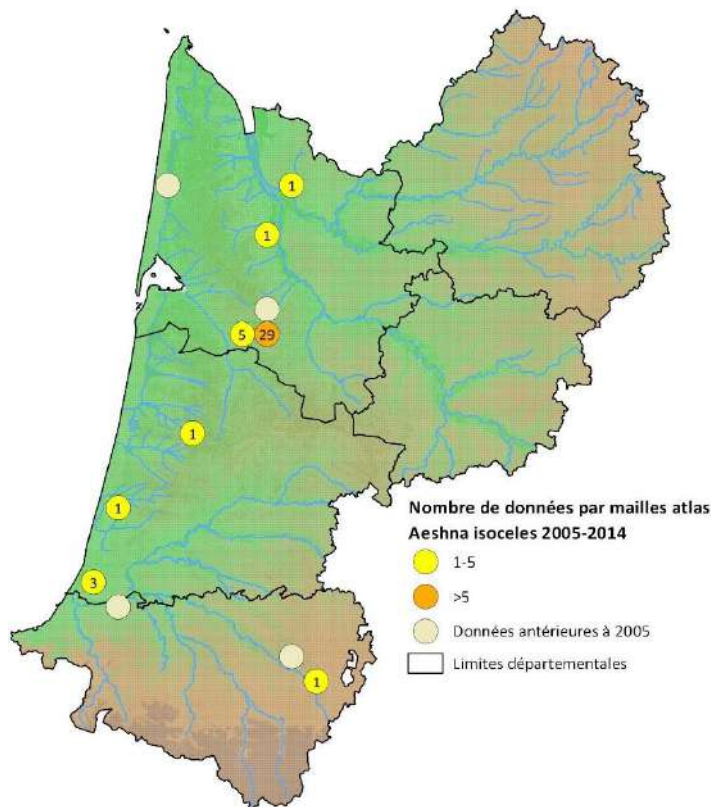 1
1
5 29
1
1
3
1
Nombre de données par mailles atlas
Aeshna isoceles 2005-2014
1-5
>5
Données antérieures à 2005
Limites départementales